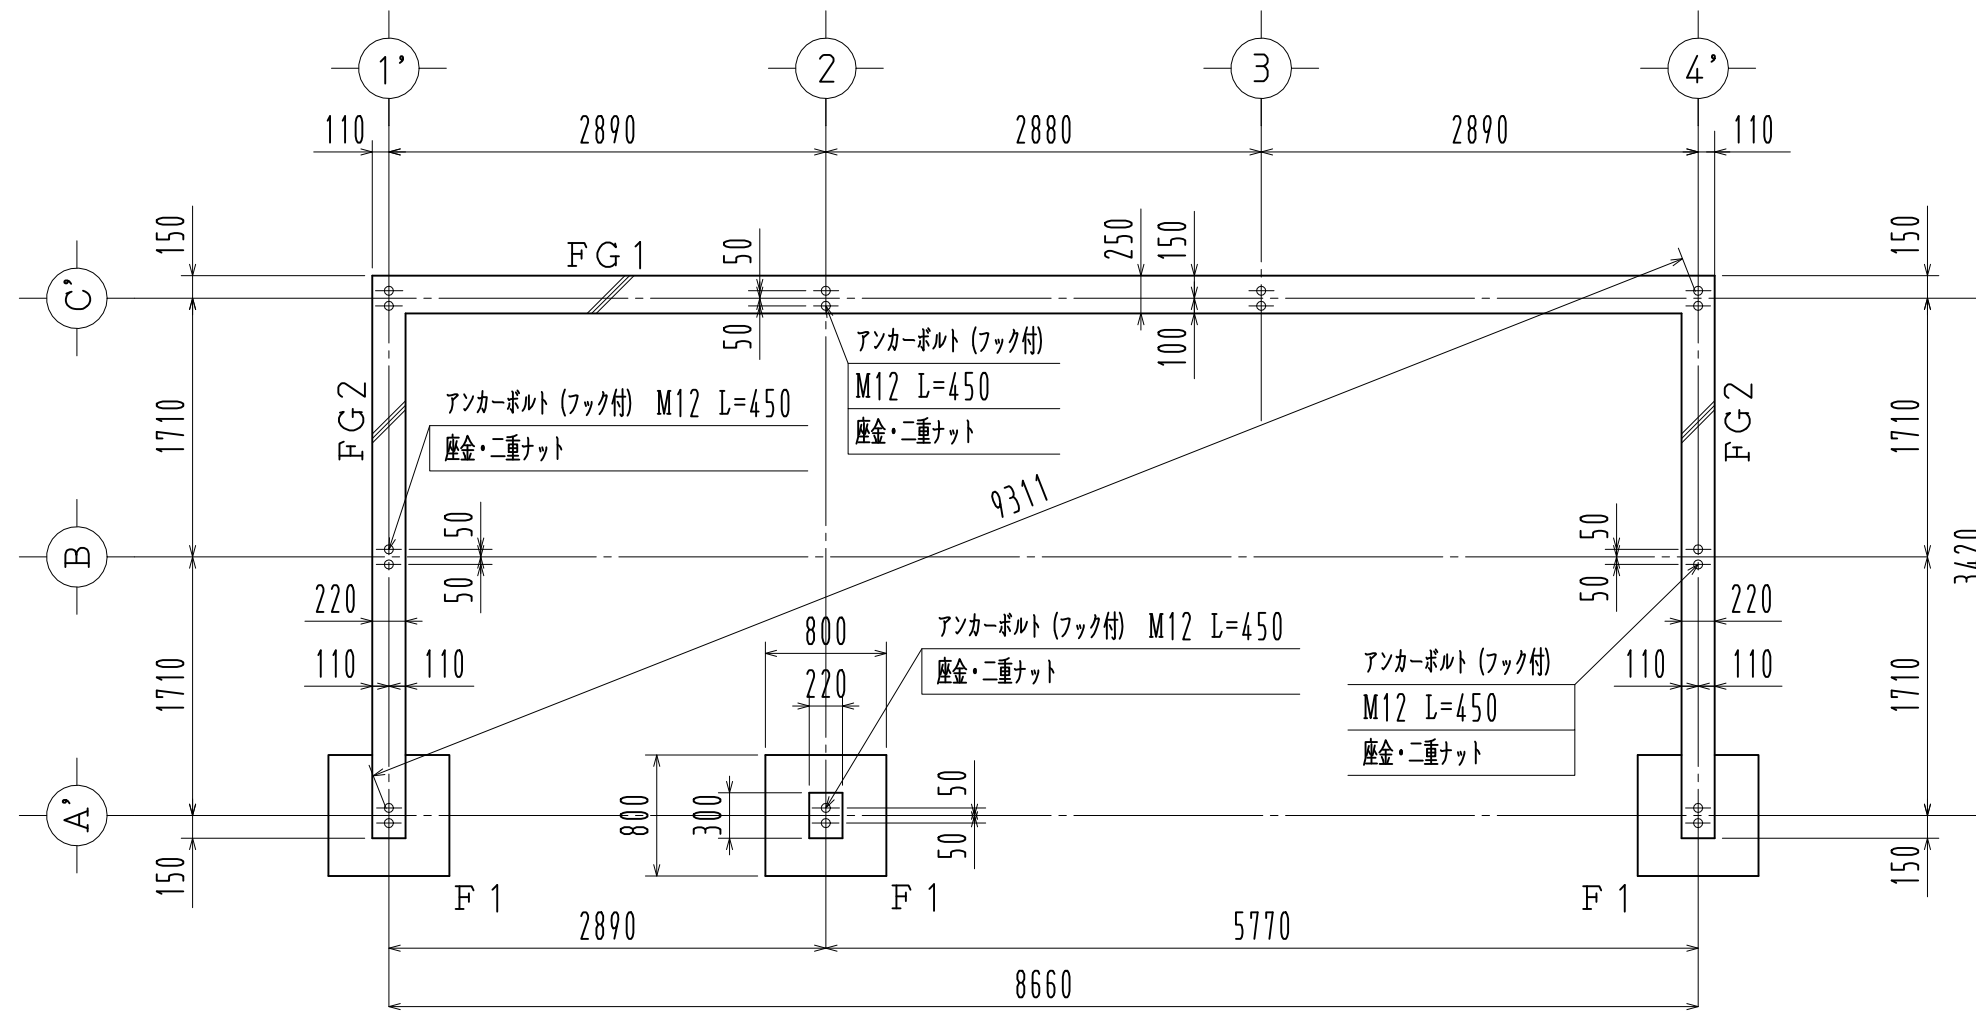 1' 2 3 4'
110 2890 2880 2890 110
150 FG1 50 250 150 150
C'
50 100
アンカーボルト (フック付)
M12 L=450
座金・二重ナット
1710 FG2 アンカーボルト (フック付) M12 L=450
座金・二重ナット
FG2 1710
9311
50 50
B
50 50
3420
220 800 アンカーボルト (フック付) M12 L=450 220
座金・二重ナット
アンカーボルト (フック付)
M12 L=450
座金・二重ナット
110 110 220 110 110
1710 1710
800 300 50
A'
50
150 150
F1 F1 F1
2890 5770
8660